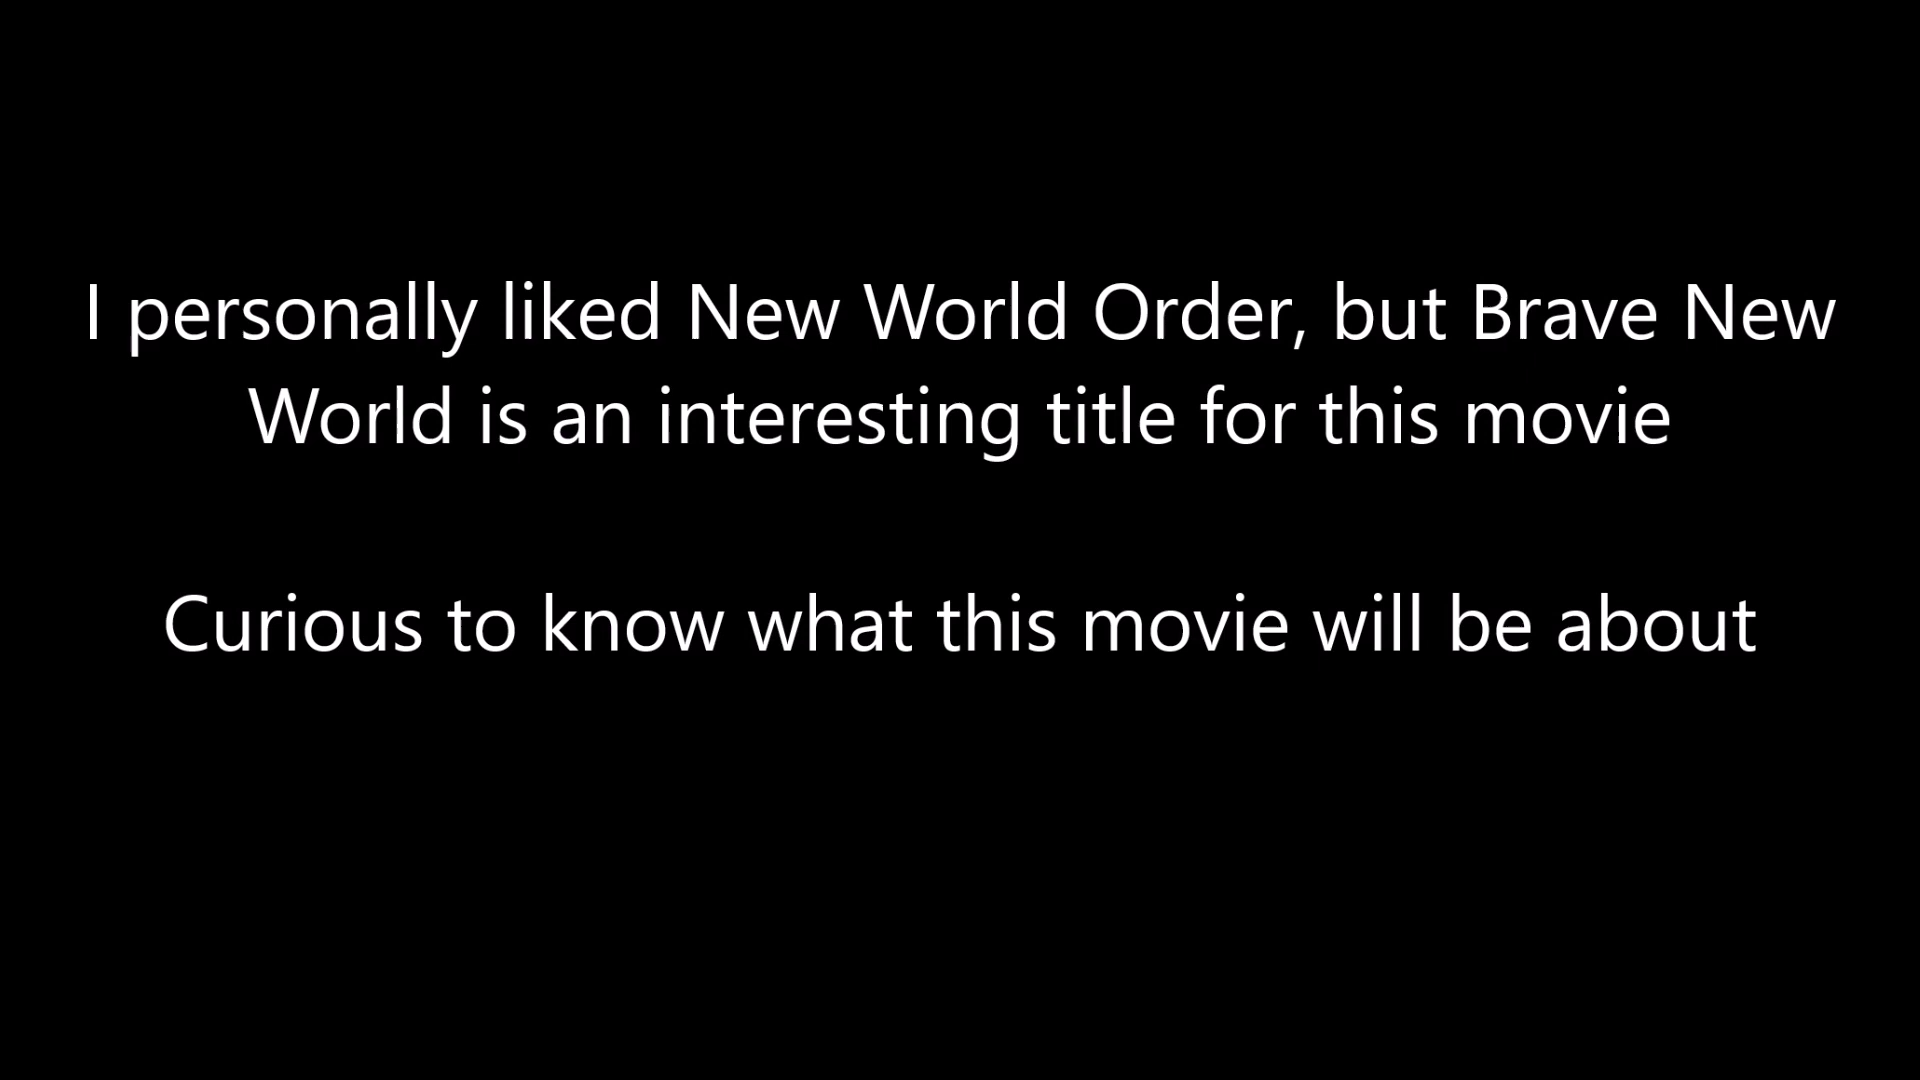 I personally liked New World Order, but Brave New
World is an interesting title for this movie
Curious to know what this movie will be about